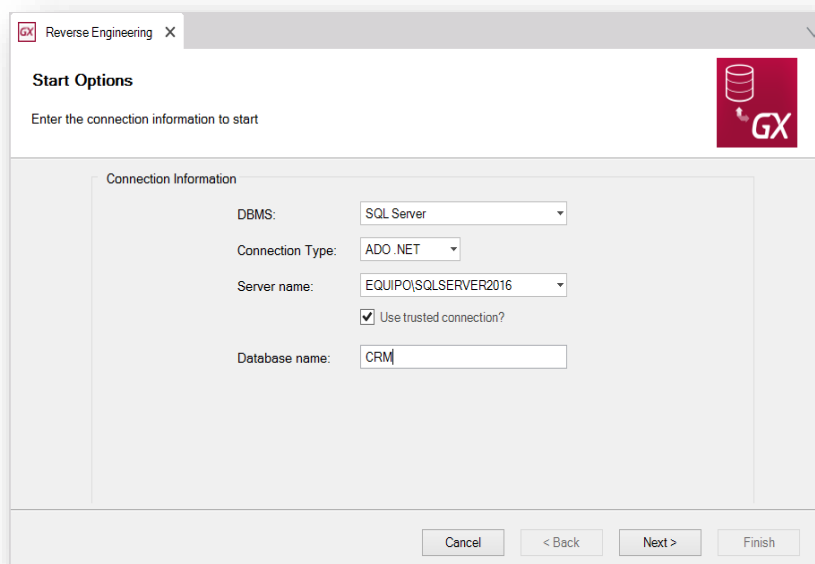 GX Reverse Engineering X
Start Options
Enter the connection information to start
GX
Connection Information
DBMS: SQL Server
Connection Type: ADO .NET
Server name: EQUIPO\SQLSERVER2016
Use trusted connection?
Database name: CRM
Cancel < Back Next > Finish